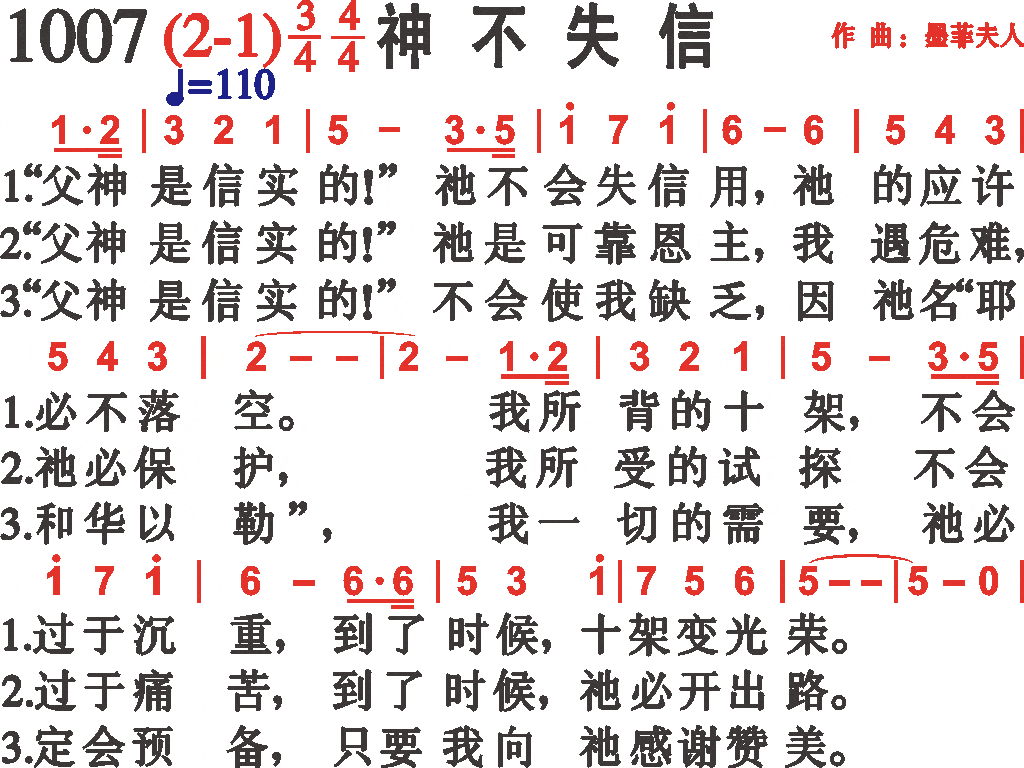 1007 (2-1) 3/4 4/4 神不失信 作曲：墨菲夫人
♩=110
1·2 | 3 2 1 | 5 – 3·5 | i 7 i | 6 – 6 | 5 4 3 |
1.“父神是信实的!”祂不会失信用，祂的应许
2.“父神是信实的!”祂是可靠恩主，我遇危难，
3.“父神是信实的!”不会使我缺乏，因祂名“耶
5 4 3 | 2 – – | 2 – 1·2 | 3 2 1 | 5 – 3·5 |
1.必不落空。我所背的十架，不会
2.祂必保护，我所受的试探不会
3.和华以勒”，我一切的需要，祂必
i 7 i | 6 – 6·6 | 5 3 i | 7 5 6 | 5 – – | 5 – 0 |
1.过于沉重，到了时候，十架变光荣。
2.过于痛苦，到了时候，祂必开出路。
3.定会预备，只要我向祂感谢赞美。